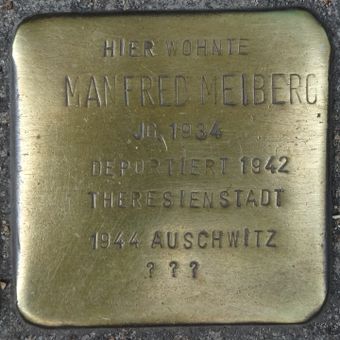 HIER WOHNTE
MANFRED MEIBERG
JG. 1934
DEPORTIERT 1942
THERESIENSTADT
1944 AUSCHWITZ
? ? ?